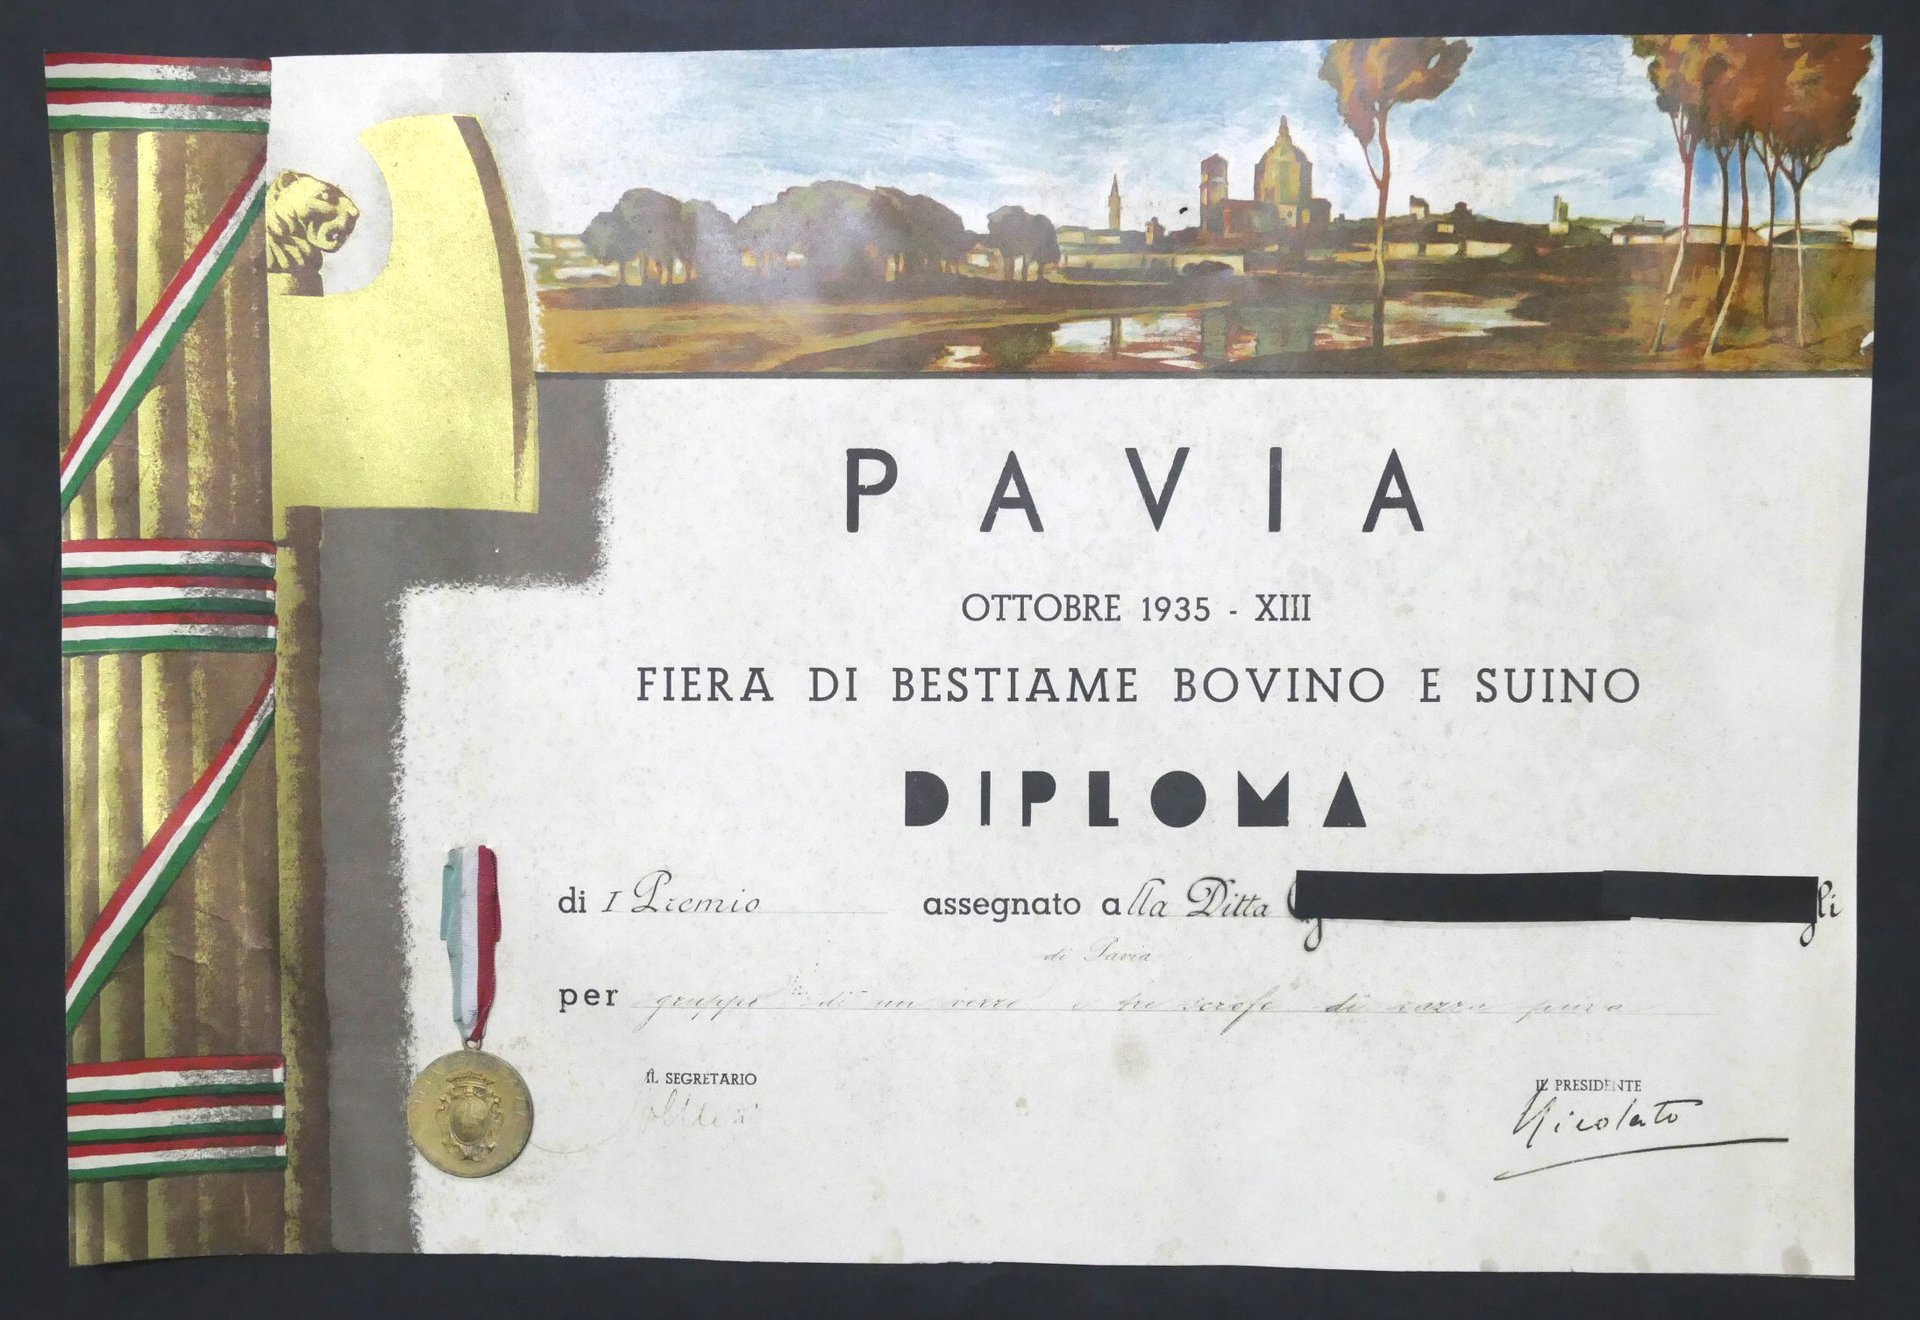 PAVIA
OTTOBRE 1935 - XIII
FIERA DI BESTIAME BOVINO E SUINO
DIPLOMA
di I Premio assegnato alla Ditta
di Pavia
per gruppo di un verro e tre scrofe di razza pura
IL SEGRETARIO
IL PRESIDENTE
Nicolato